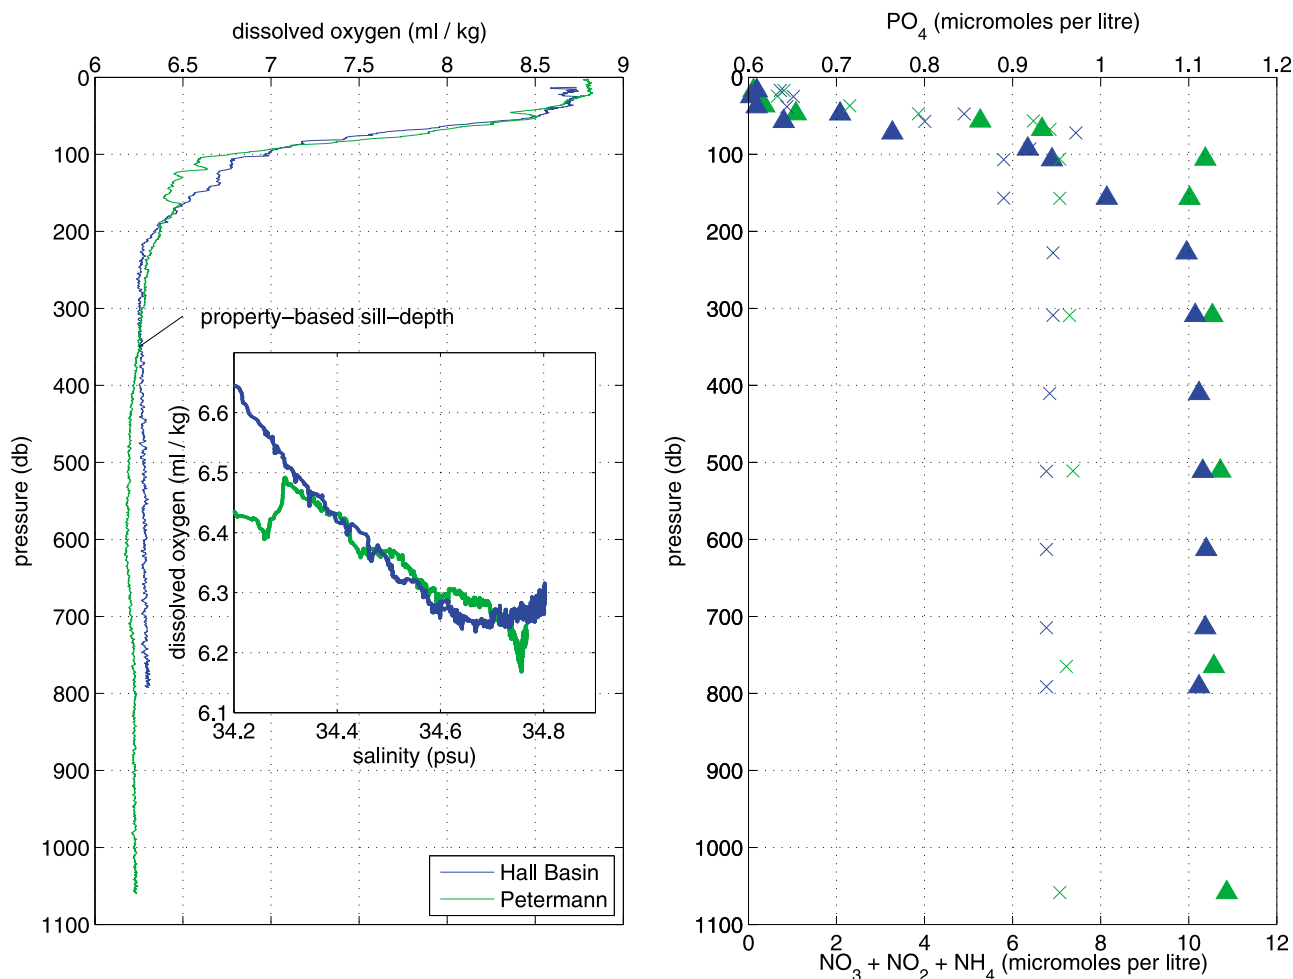 dissolved oxygen (ml / kg)
6 6.5 7 7.5 8 8.5 9
0
100
200
300
400
500
600
700
800
900
1000
1100
pressure (db)
property–based sill–depth
dissolved oxygen (ml / kg)
6.6
6.5
6.4
6.3
6.2
6.1
34.2 34.4 34.6 34.8
salinity (psu)
Hall Basin
Petermann
PO4 (micromoles per litre)
0.6 0.7 0.8 0.9 1 1.1 1.2
0
100
200
300
400
500
600
700
800
900
1000
1100
pressure (db)
0 2 4 6 8 10 12
NO3 + NO2 + NH4 (micromoles per litre)